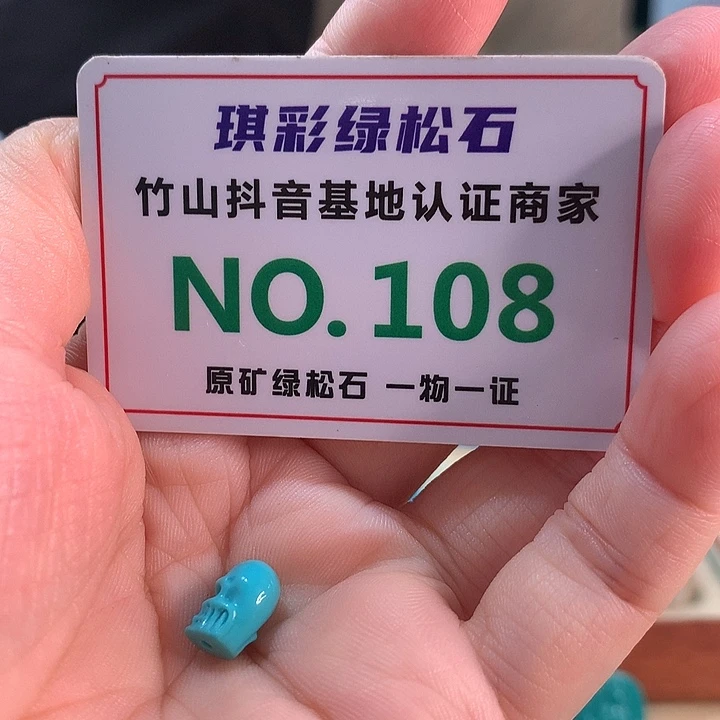 琪彩绿松石
竹山抖音基地认证商家
NO.108
原矿绿松石 一物一证